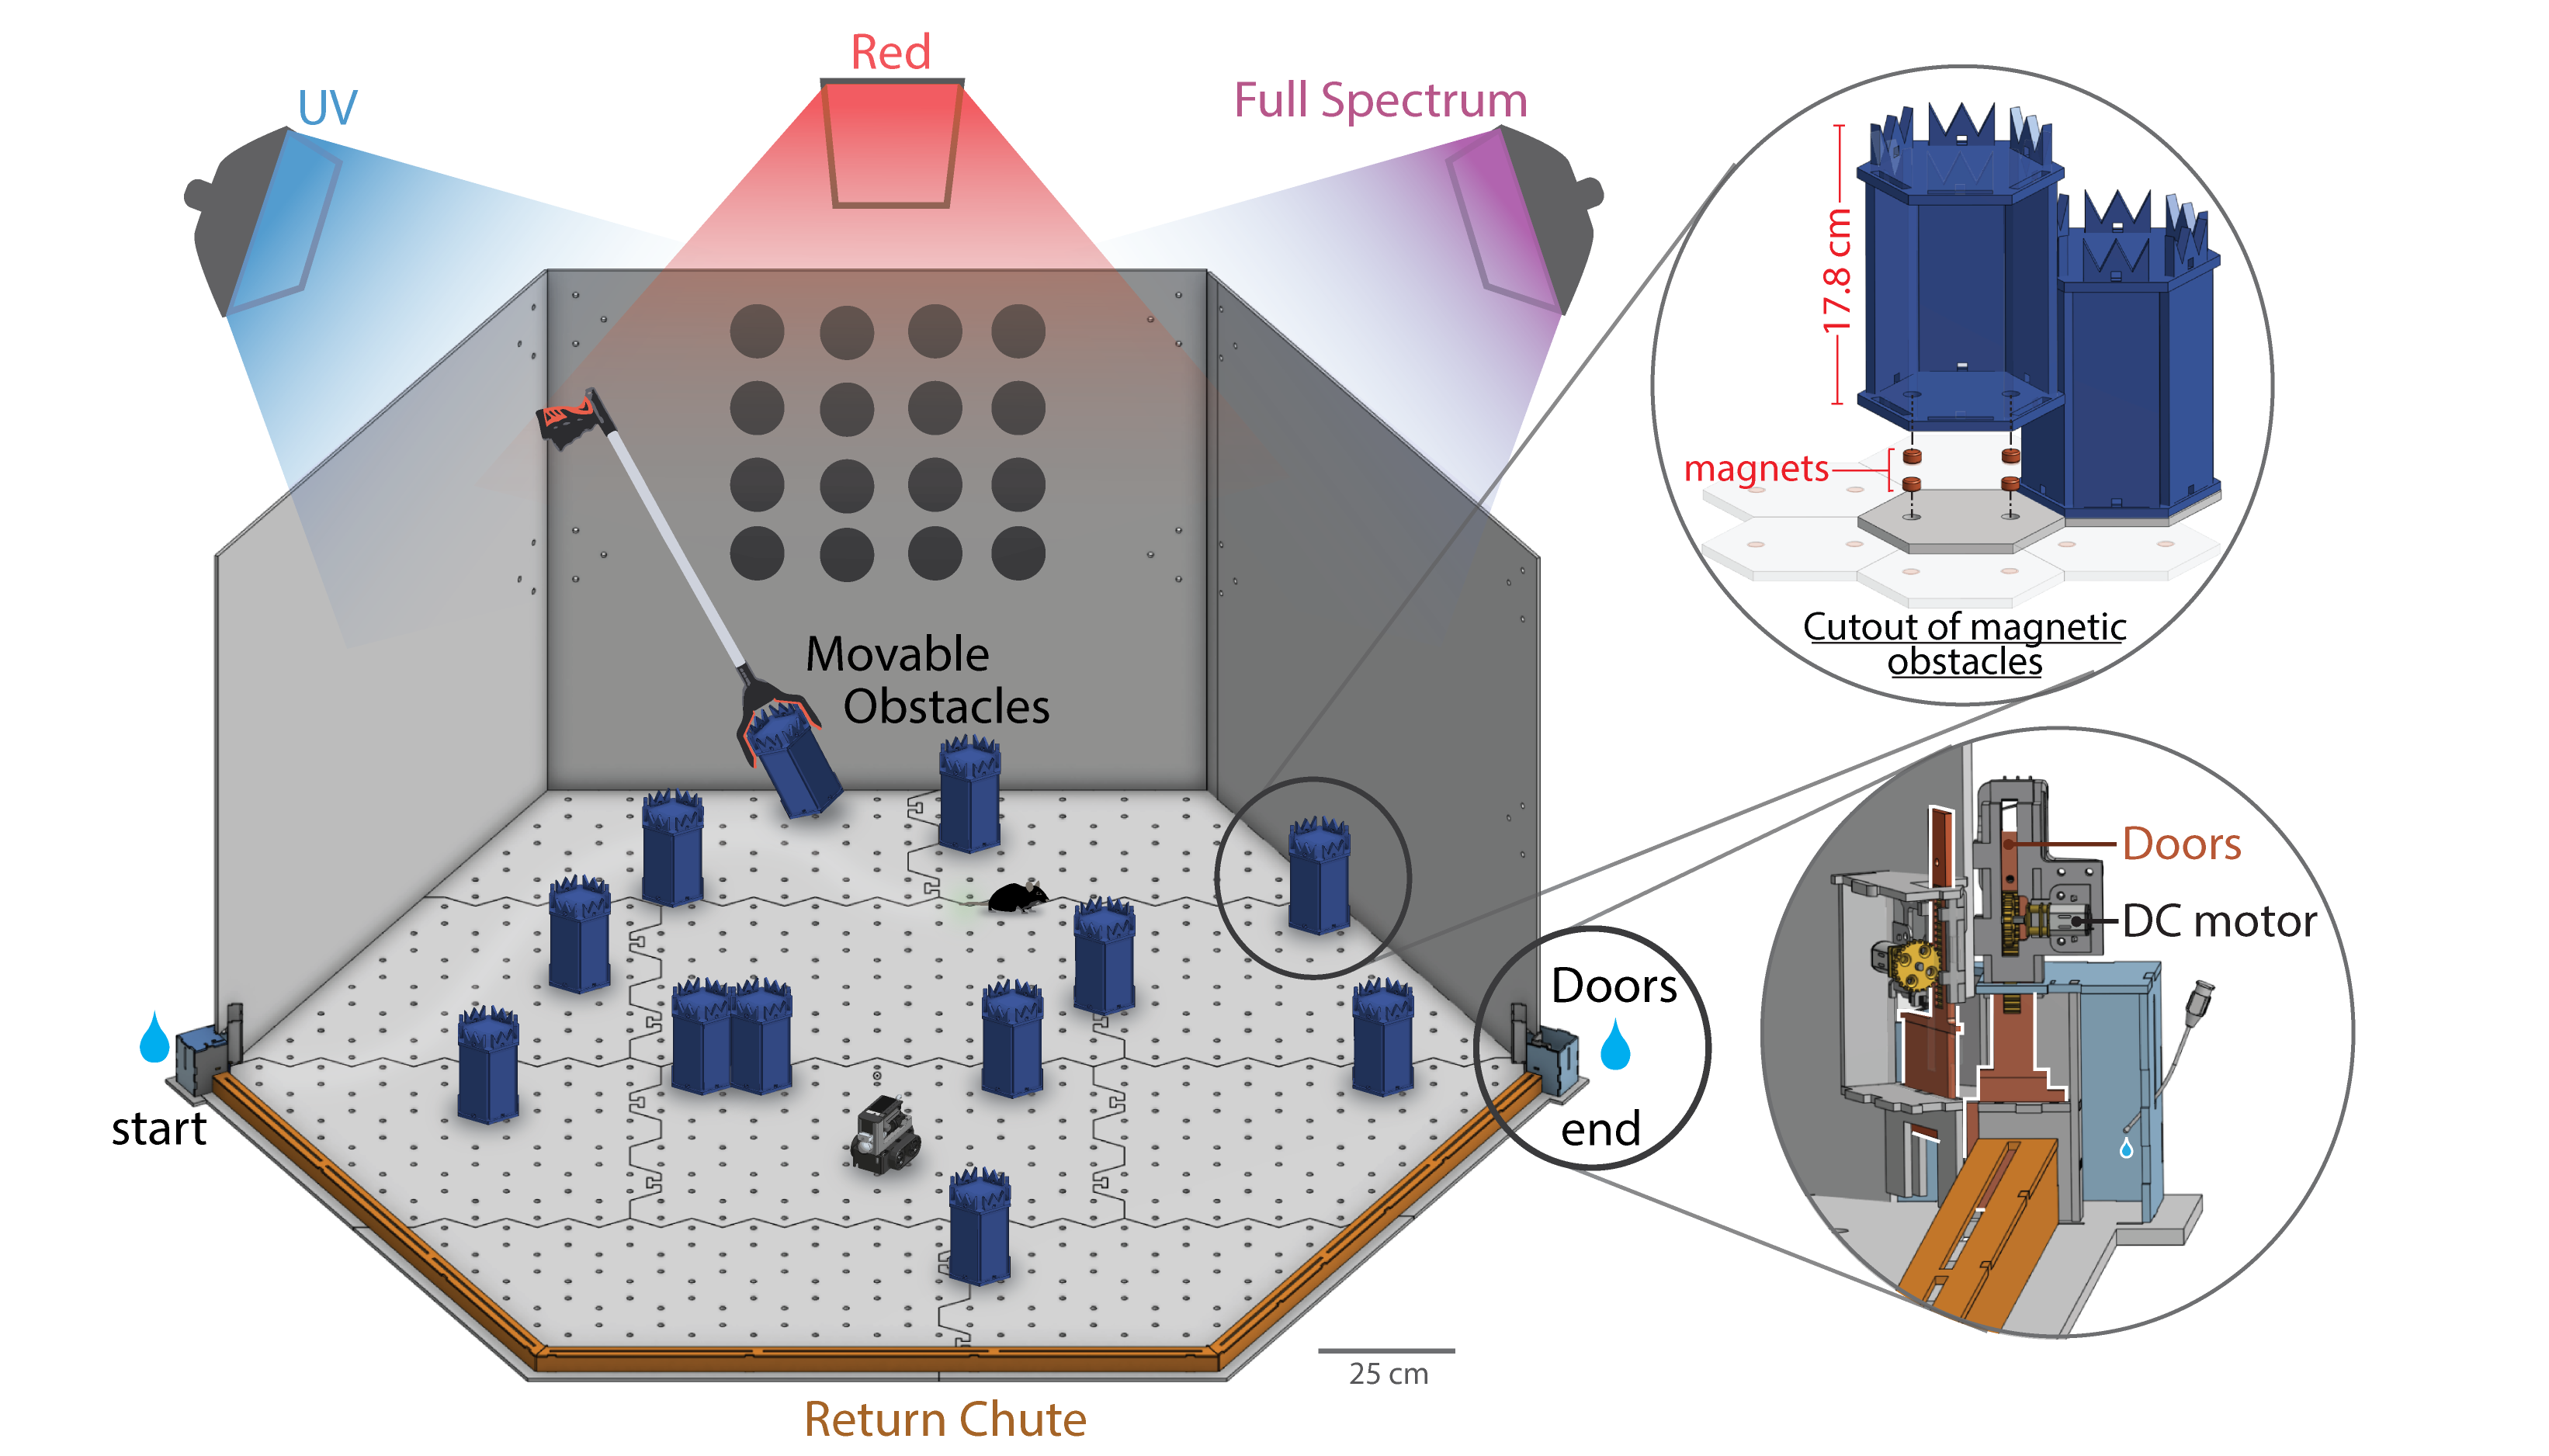 Red
UV
Full Spectrum
17.8 cm
magnets
Cutout of magnetic
obstacles
Movable
Obstacles
Doors
DC motor
Doors
end
start
25 cm
Return Chute